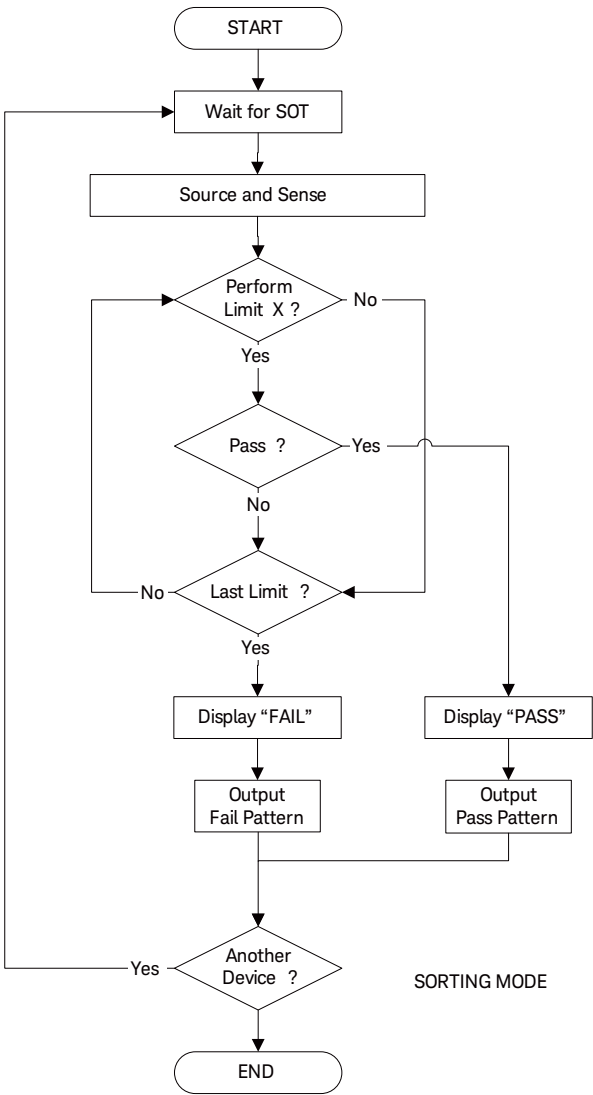 START
Wait for SOT
Source and Sense
Perform
Limit X ?
No
Yes
Pass ?
Yes
No
Last Limit ?
No
Yes
Display “FAIL”
Display “PASS”
Output
Fail Pattern
Output
Pass Pattern
Another
Device ?
Yes
SORTING MODE
END